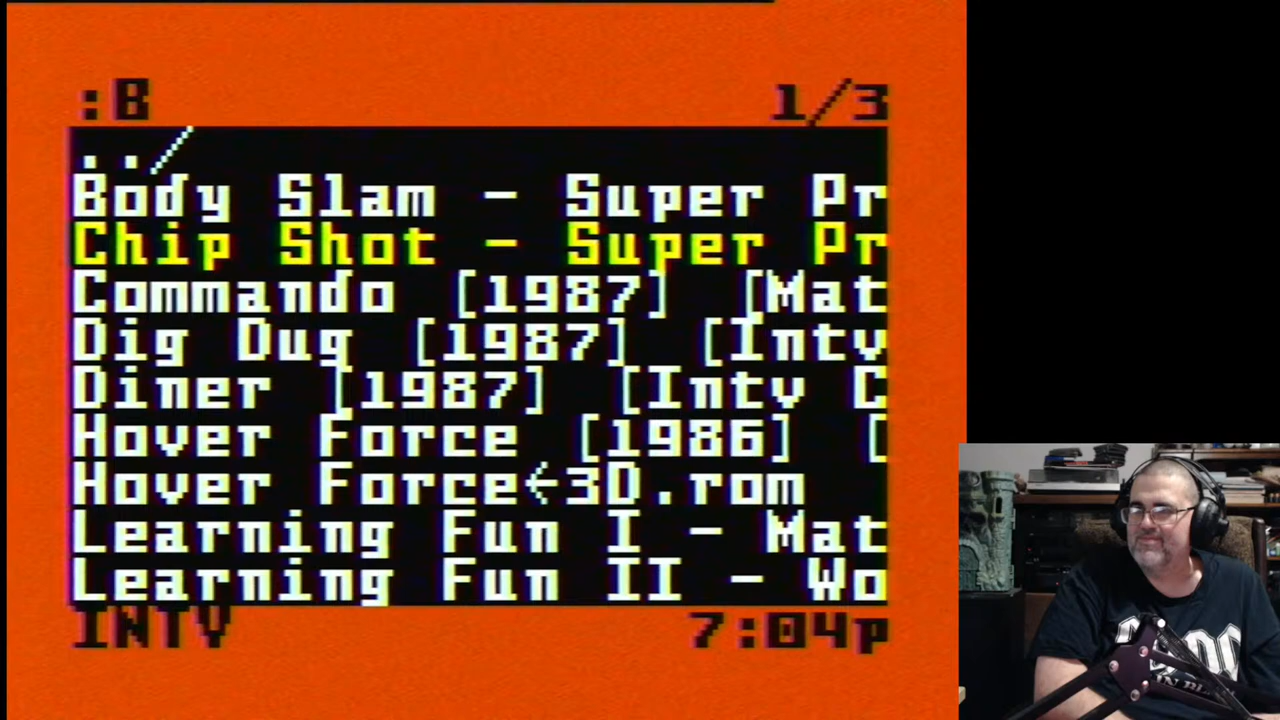 :B 1/3
../
Body Slam - Super Pr
Chip Shot - Super Pr
Commando [1987] [Mat
Dig Dug [1987] [Intv
Diner [1987] [Intv C
Hover Force [1986] [
Hover Force←3D.rom
Learning Fun I - Mat
Learning Fun II - Wo
INTV 7:04p